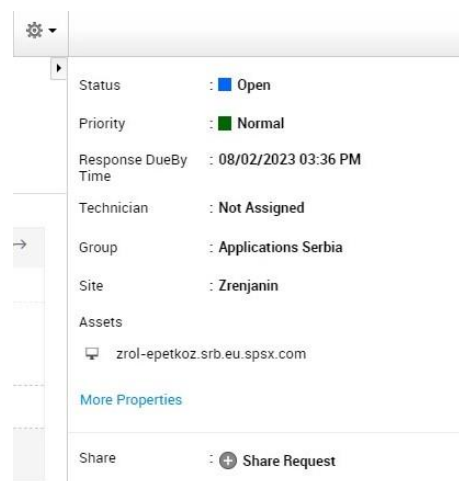 Status : Open
Priority : Normal
Response DueBy Time : 08/02/2023 03:36 PM
Technician : Not Assigned
Group : Applications Serbia
Site : Zrenjanin
Assets
zrol-epetkoz.srb.eu.spsx.com
More Properties
Share : Share Request